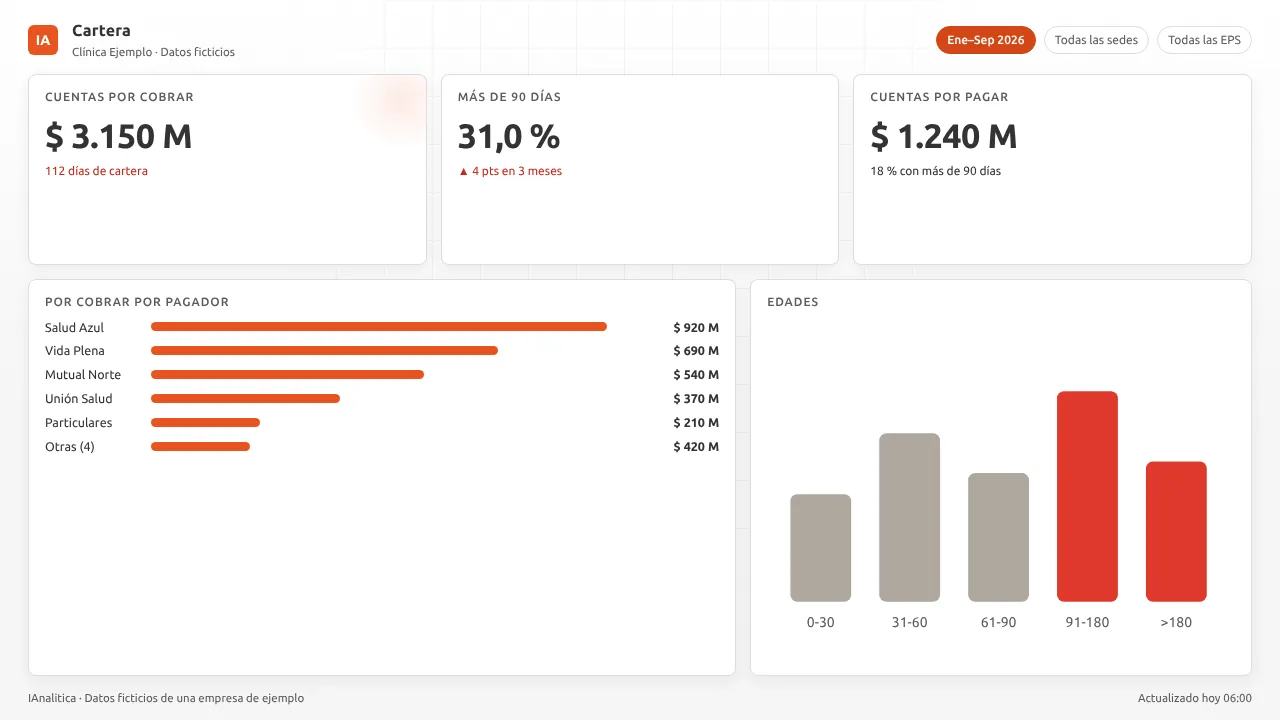 IA
Cartera
Clínica Ejemplo · Datos ficticios
Ene–Sep 2026
Todas las sedes
Todas las EPS
CUENTAS POR COBRAR
$ 3.150 M
112 días de cartera
MÁS DE 90 DÍAS
31,0 %
▲ 4 pts en 3 meses
CUENTAS POR PAGAR
$ 1.240 M
18 % con más de 90 días
POR COBRAR POR PAGADOR
Salud Azul $ 920 M
Vida Plena $ 690 M
Mutual Norte $ 540 M
Unión Salud $ 370 M
Particulares $ 210 M
Otras (4) $ 420 M
EDADES
0-30 31-60 61-90 91-180 >180
IAnalítica · Datos ficticios de una empresa de ejemplo
Actualizado hoy 06:00